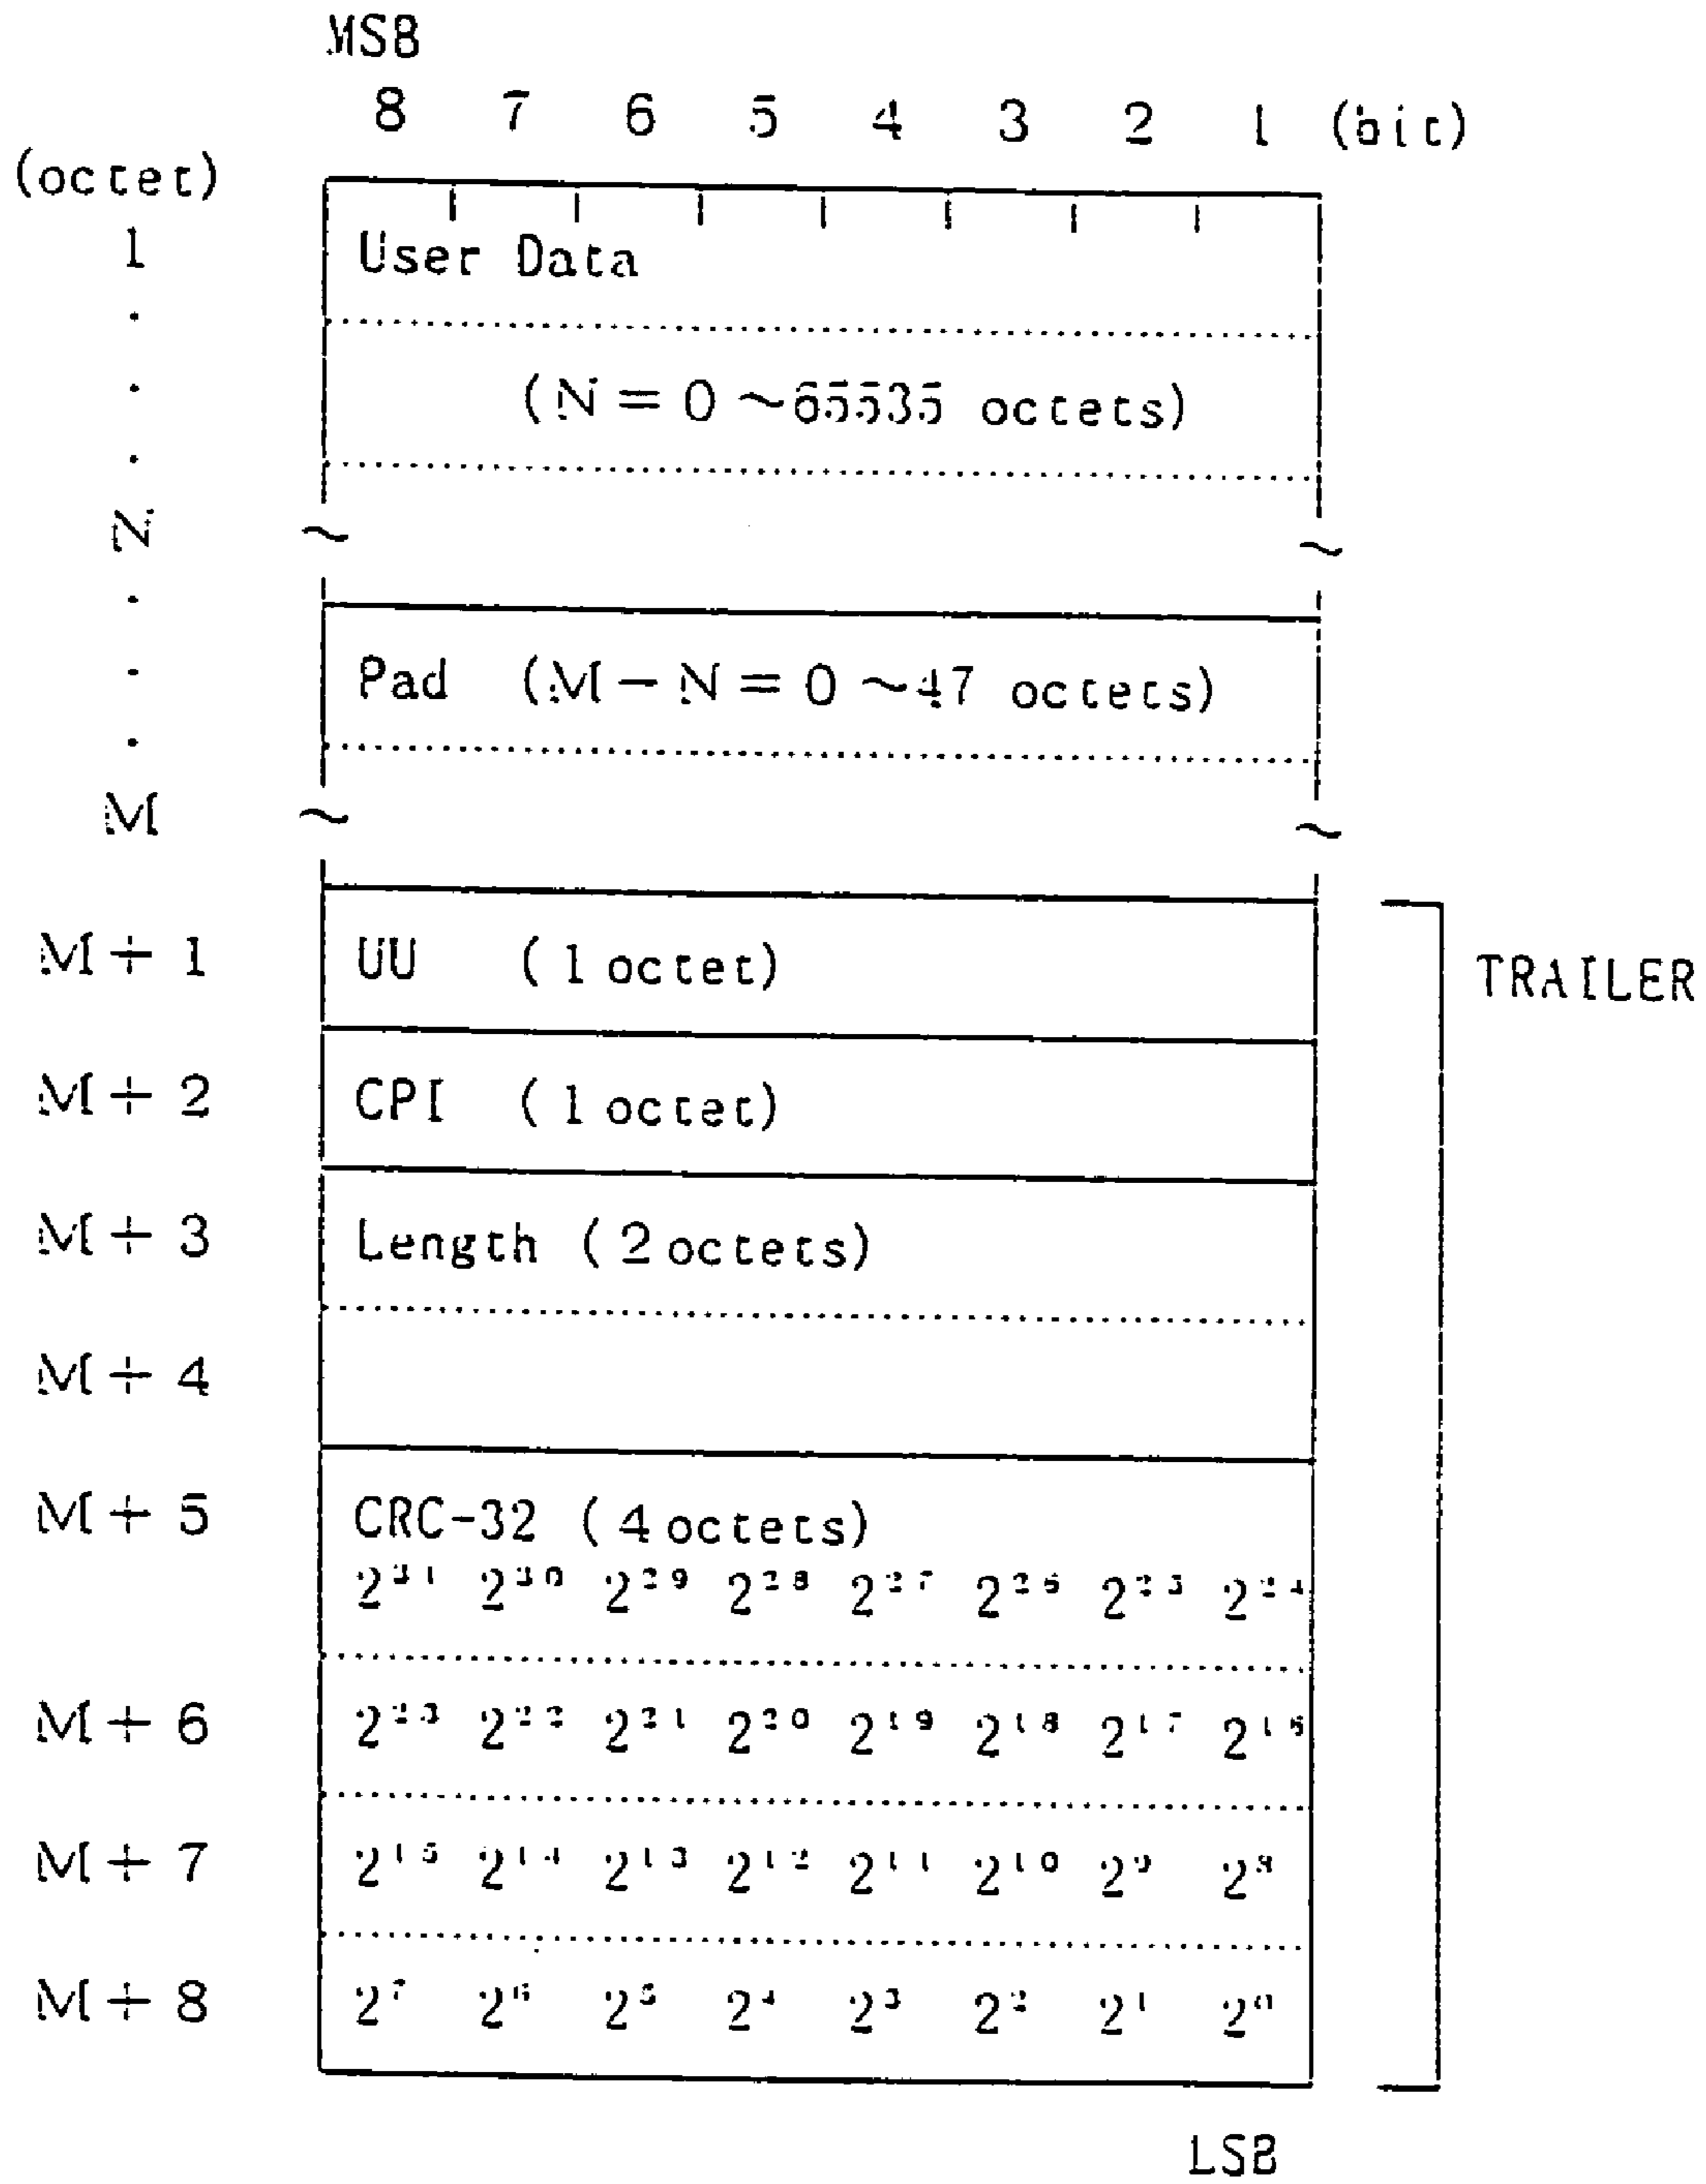 MSB
8 7 6 5 4 3 2 1 (bit)
(octet)
1 User Data
(N = 0 ~65535 octets)
N
Pad (M - N = 0 ~47 octets)
M
M + 1 UU (1 octet) TRAILER
M + 2 CPI (1 octet)
M + 3 Length (2 octets)
M + 4
M + 5 CRC-32 (4 octets)
2³¹ 2³⁰ 2²⁹ 2²⁸ 2²⁷ 2²⁶ 2²⁵ 2²⁴
M + 6 2²³ 2²² 2²¹ 2²⁰ 2¹⁹ 2¹⁸ 2¹⁷ 2¹⁶
M + 7 2¹⁵ 2¹⁴ 2¹³ 2¹² 2¹¹ 2¹⁰ 2⁹ 2⁸
M + 8 2⁷ 2⁶ 2⁵ 2⁴ 2³ 2² 2¹ 2⁰
LSB